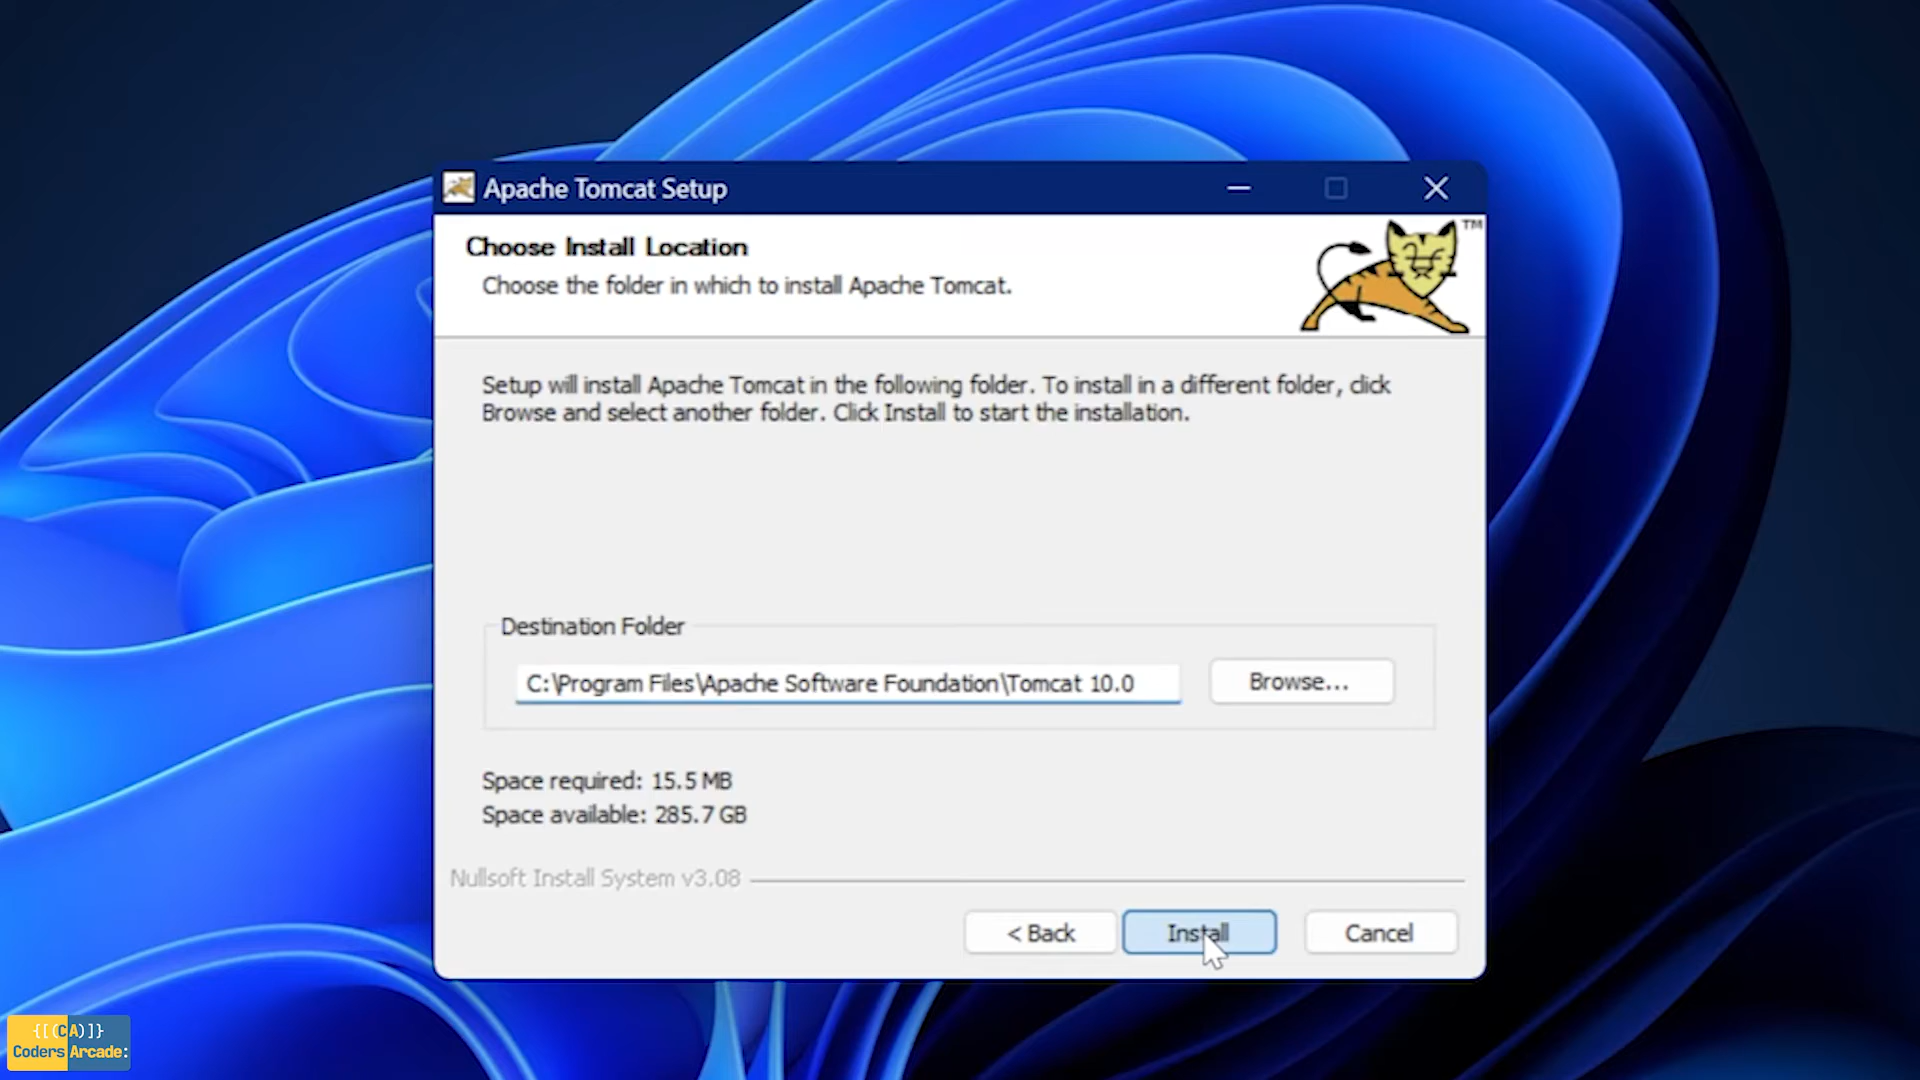 Apache Tomcat Setup
TM
Choose Install Location
Choose the folder in which to install Apache Tomcat.
Setup will install Apache Tomcat in the following folder. To install in a different folder, click
Browse and select another folder. Click Install to start the installation.
Destination Folder
C:\Program Files\Apache Software Foundation\Tomcat 10.0
Browse...
Space required: 15.5 MB
Space available: 285.7 GB
Nullsoft Install System v3.08
< Back
Install
Cancel
{[(CA)]}
Coders Arcade: